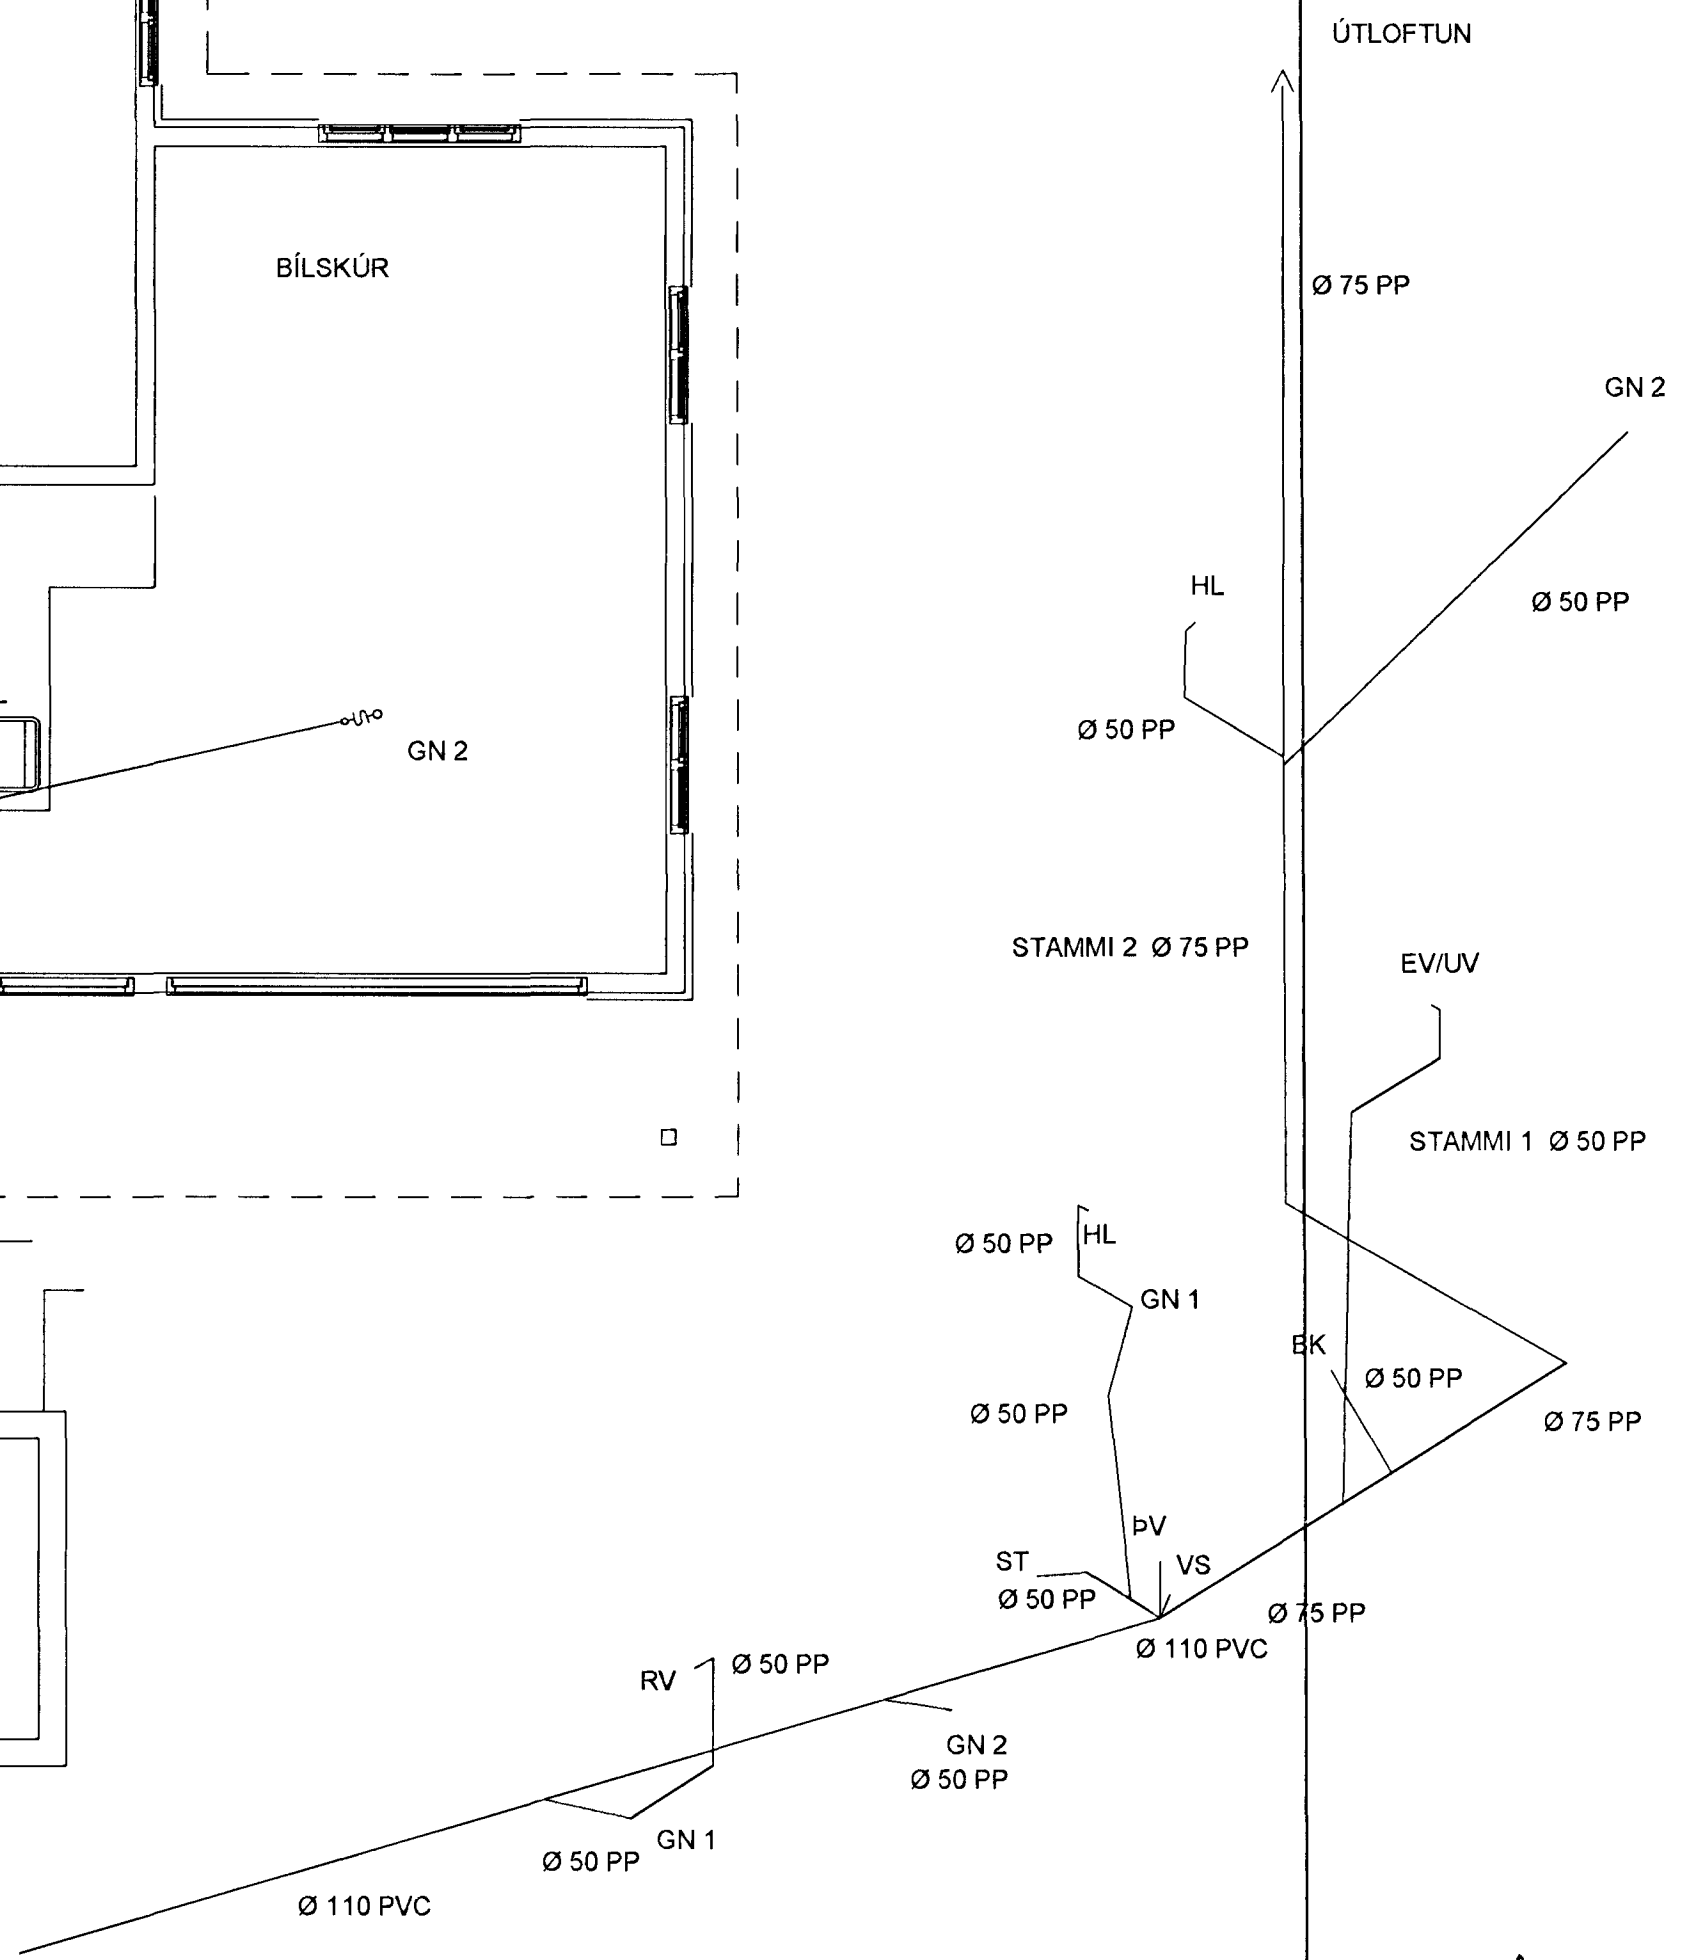 ÚTLOFTUN
BÍLSKÚR
Ø 75 PP
GN 2
HL
Ø 50 PP
Ø 50 PP
GN 2
STAMMI 2 Ø 75 PP
EV/UV
STAMMI 1 Ø 50 PP
HL
Ø 50 PP
GN 1
BK
Ø 50 PP
Ø 50 PP
Ø 75 PP
ÞV
ST
VS
Ø 50 PP
Ø 75 PP
Ø 110 PVC
RV
Ø 50 PP
GN 2
Ø 50 PP
GN 1
Ø 50 PP
Ø 110 PVC